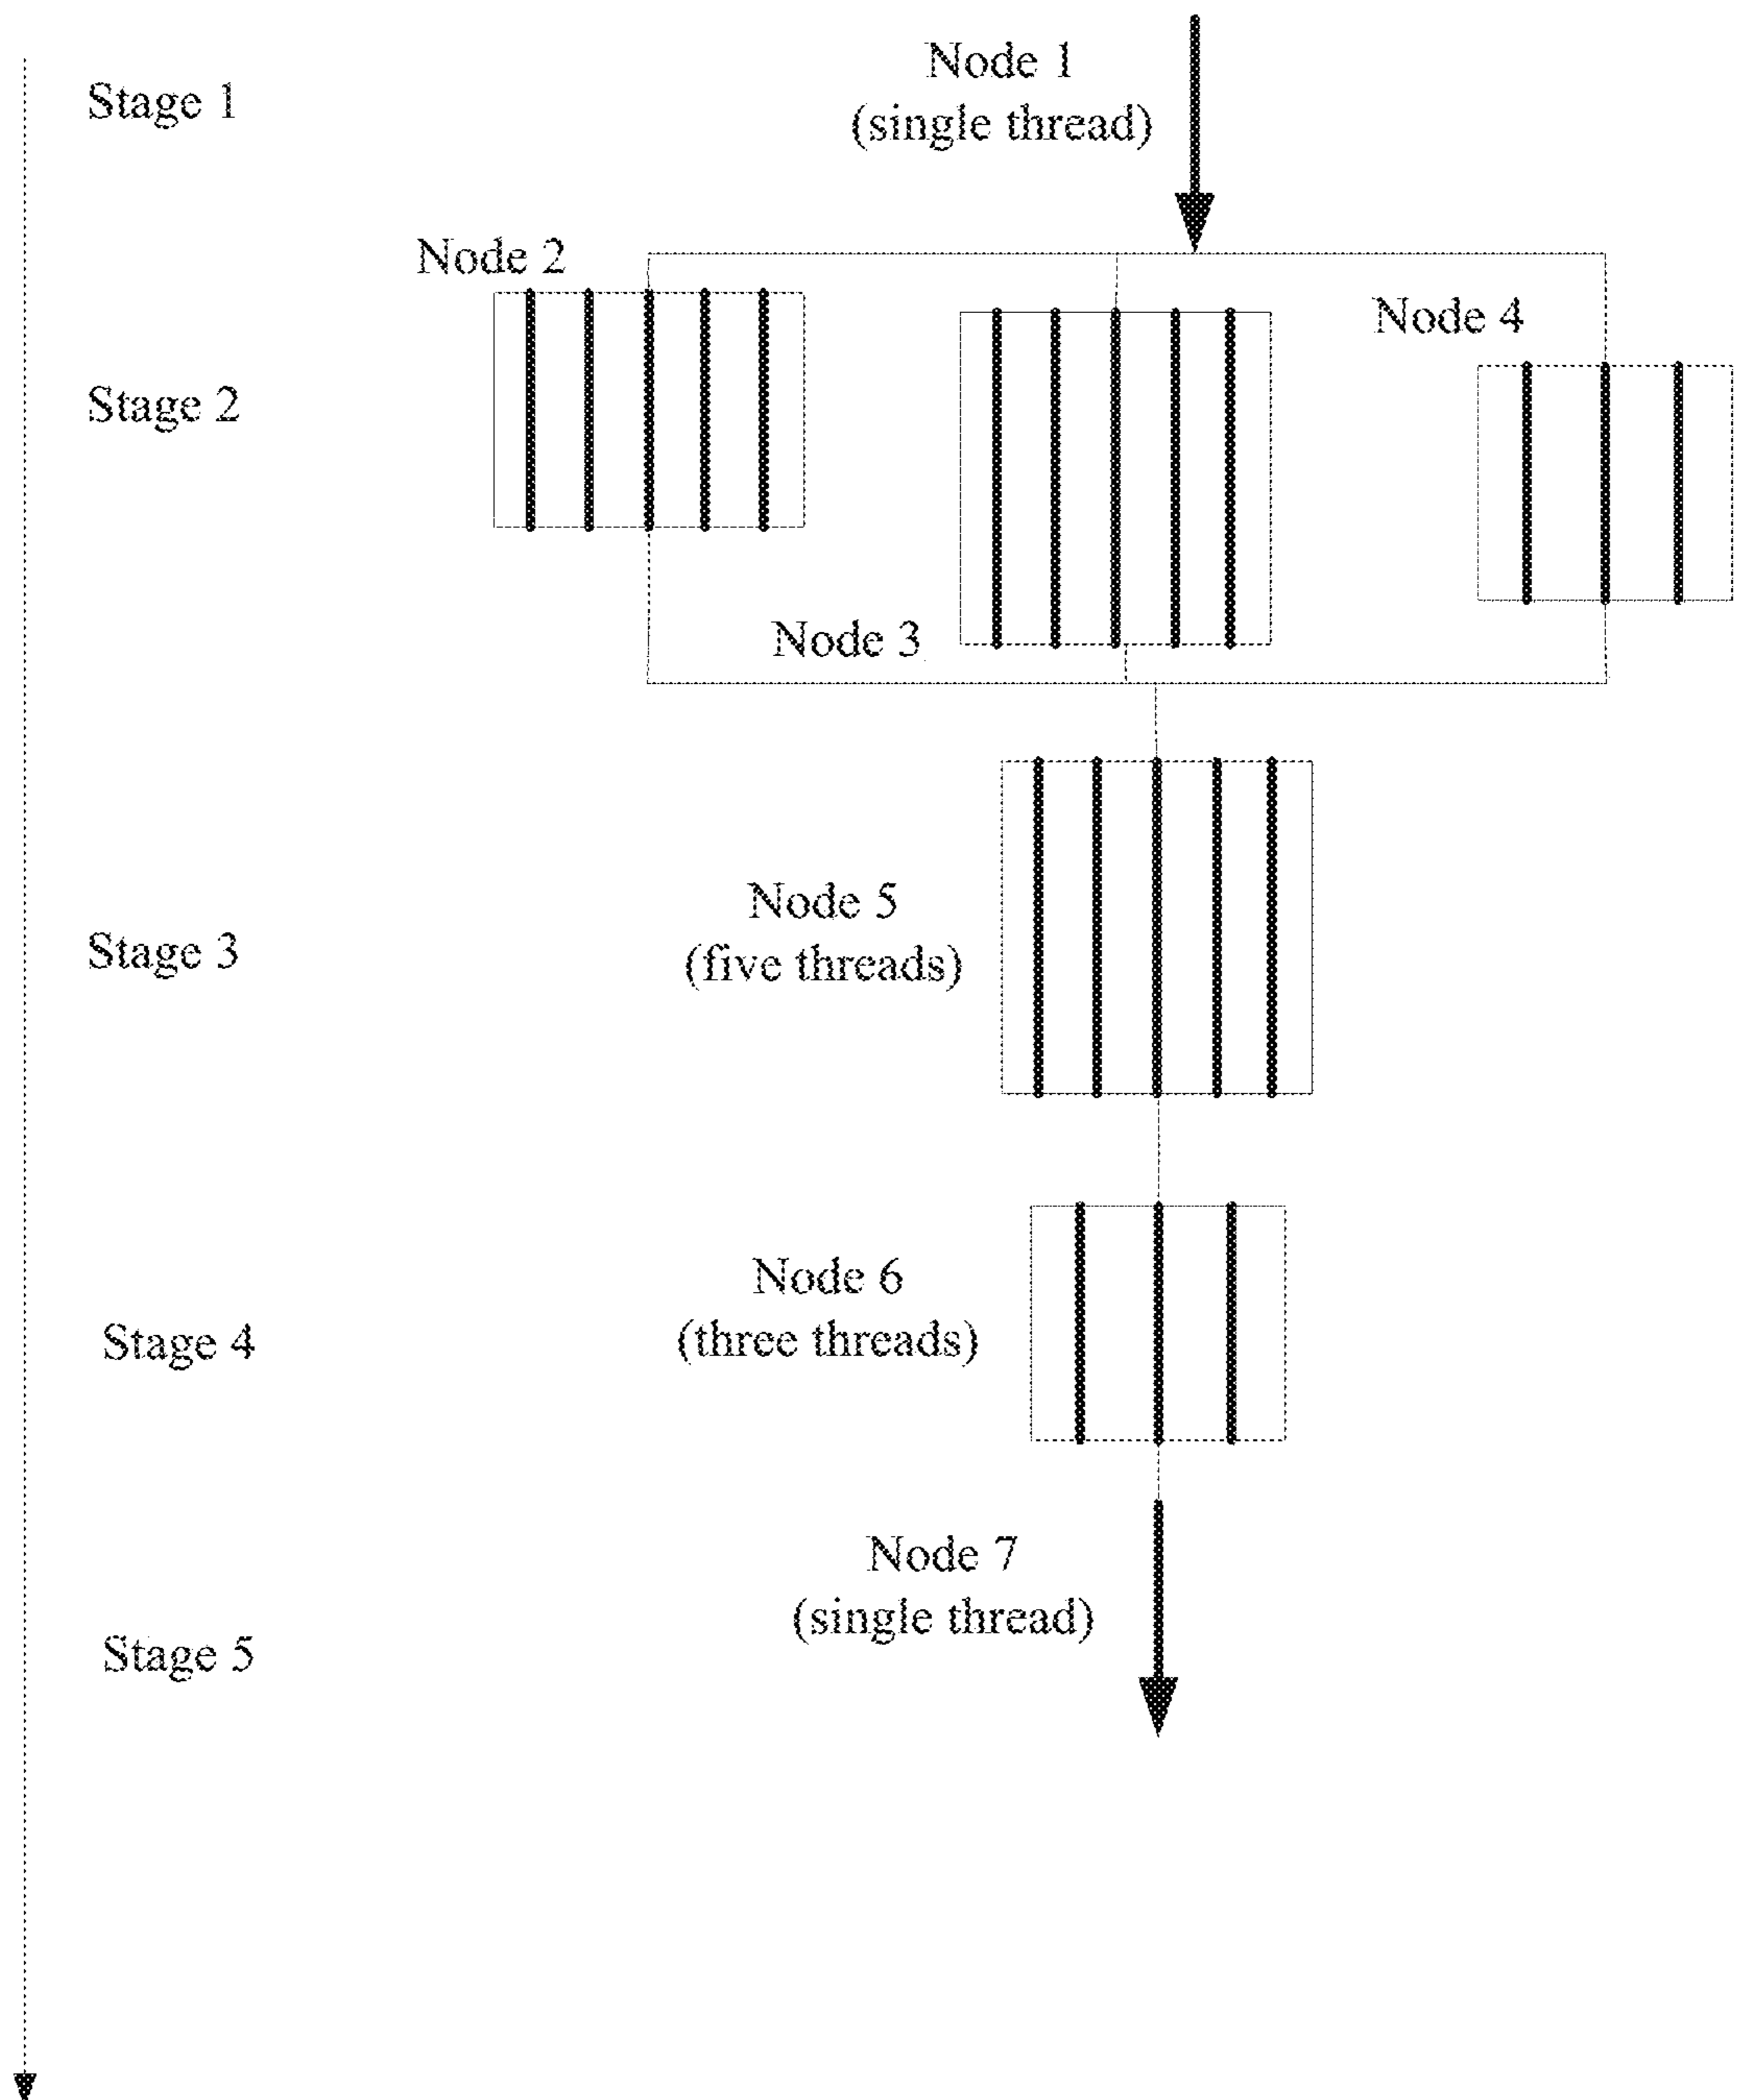 Node 1
(single thread)
Stage 1
Node 2
Node 4
Stage 2
Node 3
Node 5
(five threads)
Stage 3
Node 6
(three threads)
Stage 4
Node 7
(single thread)
Stage 5